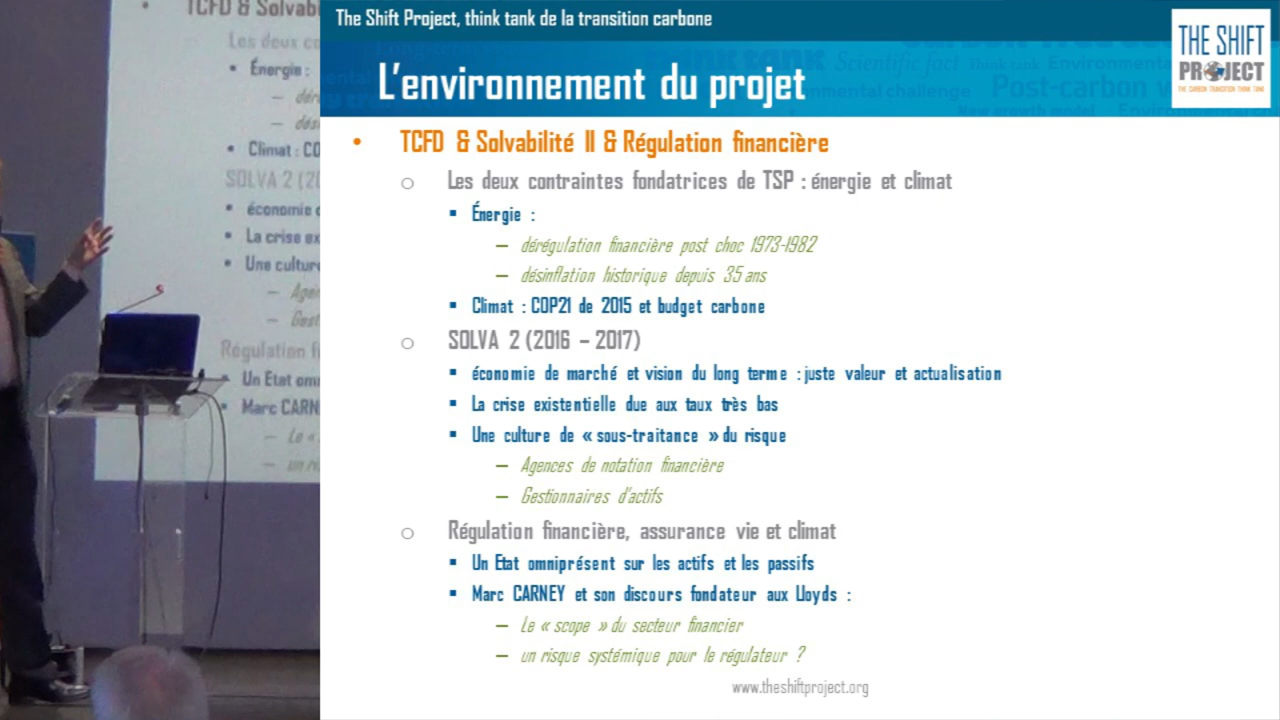 The Shift Project, think tank de la transition carbone
L'environnement du projet
THE SHIFT
PROJECT
THE CARBON TRANSITION THINK TANK
• TCFD & Solvabilité II & Régulation financière
o Les deux contraintes fondatrices de TSP : énergie et climat
▪ Énergie :
– dérégulation financière post choc 1973-1982
– désinflation historique depuis 35 ans
▪ Climat : COP21 de 2015 et budget carbone
o SOLVA 2 (2016 – 2017)
▪ économie de marché et vision du long terme : juste valeur et actualisation
▪ La crise existentielle due aux taux très bas
▪ Une culture de « sous-traitance » du risque
– Agences de notation financière
– Gestionnaires d'actifs
o Régulation financière, assurance vie et climat
▪ Un Etat omniprésent sur les actifs et les passifs
▪ Marc CARNEY et son discours fondateur aux Lloyds :
– Le « scope » du secteur financier
– un risque systémique pour le régulateur ?
www.theshiftproject.org